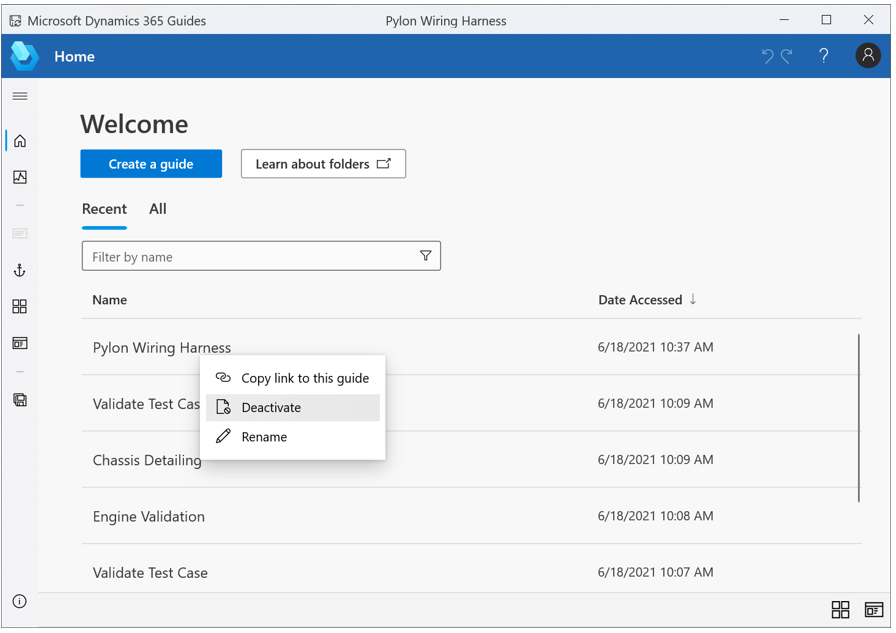 Microsoft Dynamics 365 Guides Pylon Wiring Harness
Home
Welcome
Create a guide Learn about folders
Recent All
Filter by name
Name Date Accessed
Pylon Wiring Harness 6/18/2021 10:37 AM
Copy link to this guide
Validate Test Cas 6/18/2021 10:09 AM
Deactivate
Rename
Chassis Detailing 6/18/2021 10:09 AM
Engine Validation 6/18/2021 10:08 AM
Validate Test Case 6/18/2021 10:07 AM